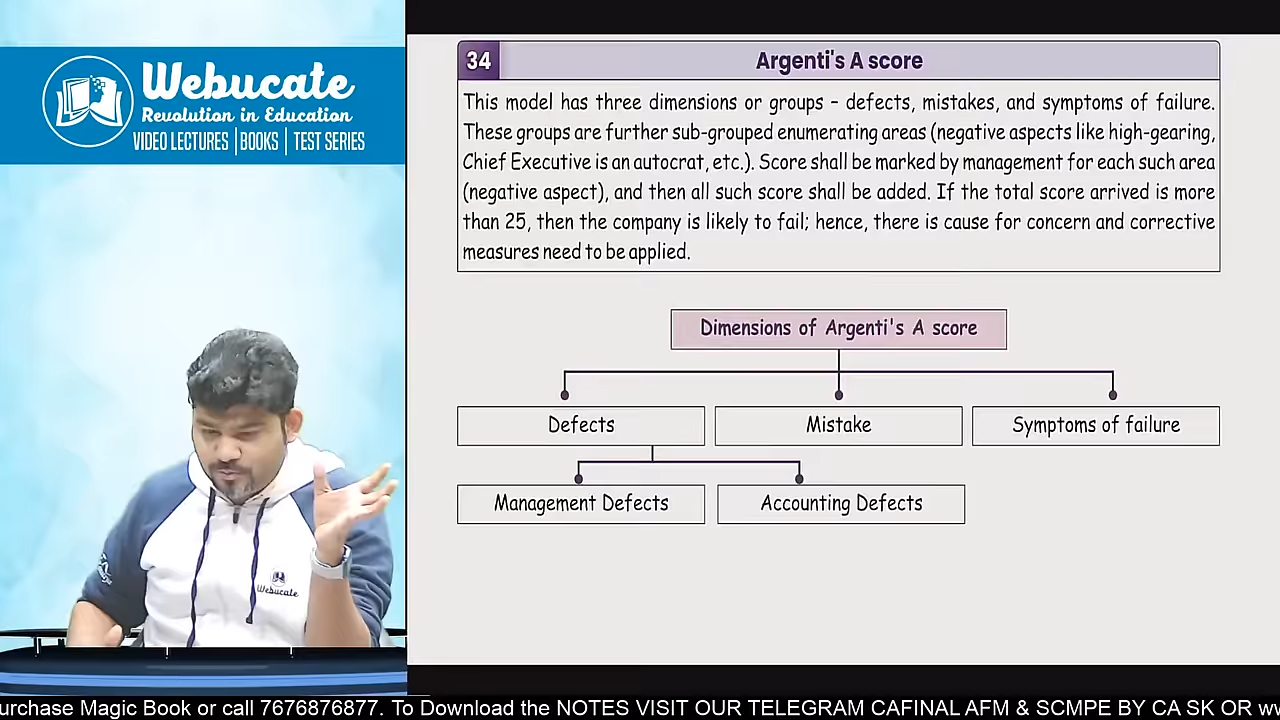 Webucate
Revolution in Education
VIDEO LECTURES | BOOKS | TEST SERIES
34
Argenti's A score
This model has three dimensions or groups – defects, mistakes, and symptoms of failure.
These groups are further sub-grouped enumerating areas (negative aspects like high-gearing,
Chief Executive is an autocrat, etc.). Score shall be marked by management for each such area
(negative aspect), and then all such score shall be added. If the total score arrived is more
than 25, then the company is likely to fail; hence, there is cause for concern and corrective
measures need to be applied.
Dimensions of Argenti's A score
Defects
Mistake
Symptoms of failure
Management Defects
Accounting Defects
Webucate
urchase Magic Book or call 7676876877. To Download the NOTES VISIT OUR TELEGRAM CAFINAL AFM & SCMPE BY CA SK OR w